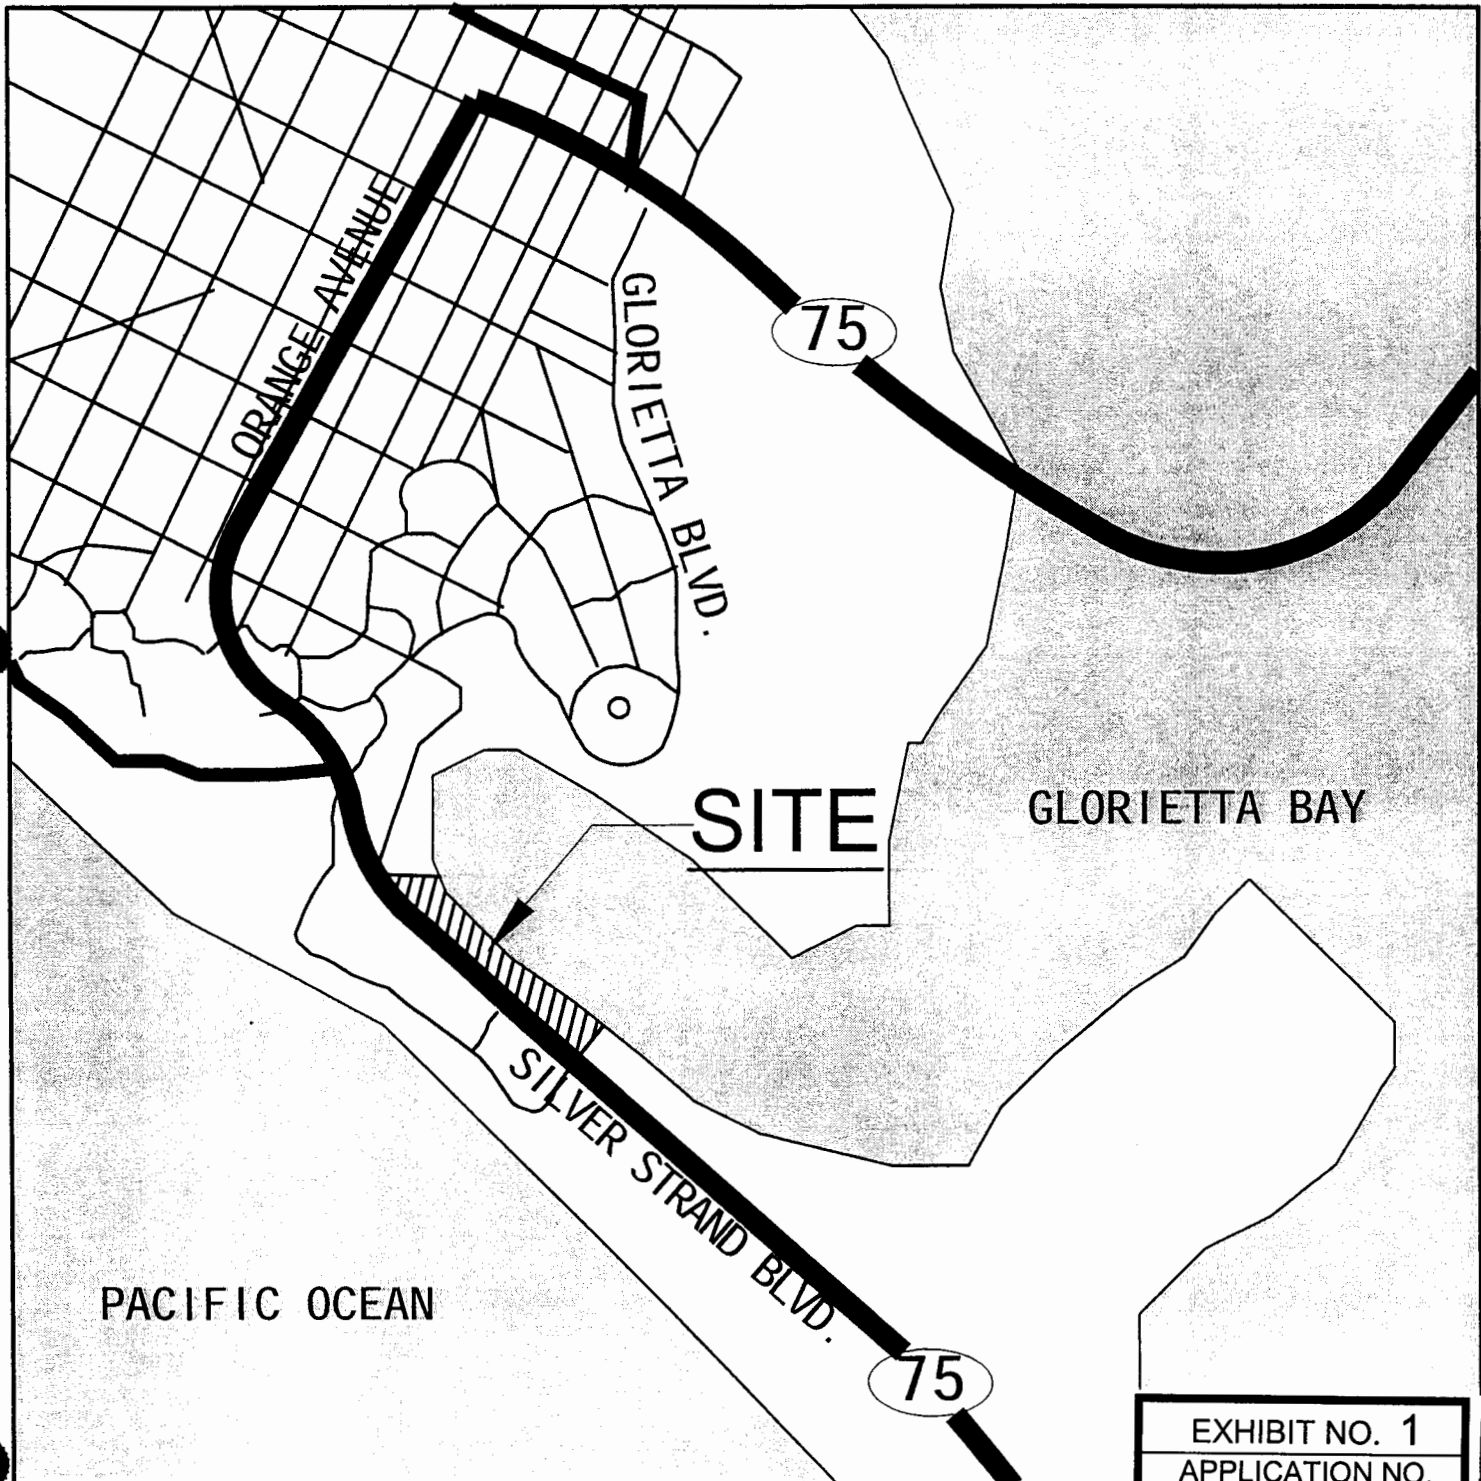 ORANGE AVENUE
GLORIETTA BLVD.
75
SITE
GLORIETTA BAY
SILVER STRAND BLVD.
PACIFIC OCEAN
75
EXHIBIT NO. 1
APPLICATION NO.